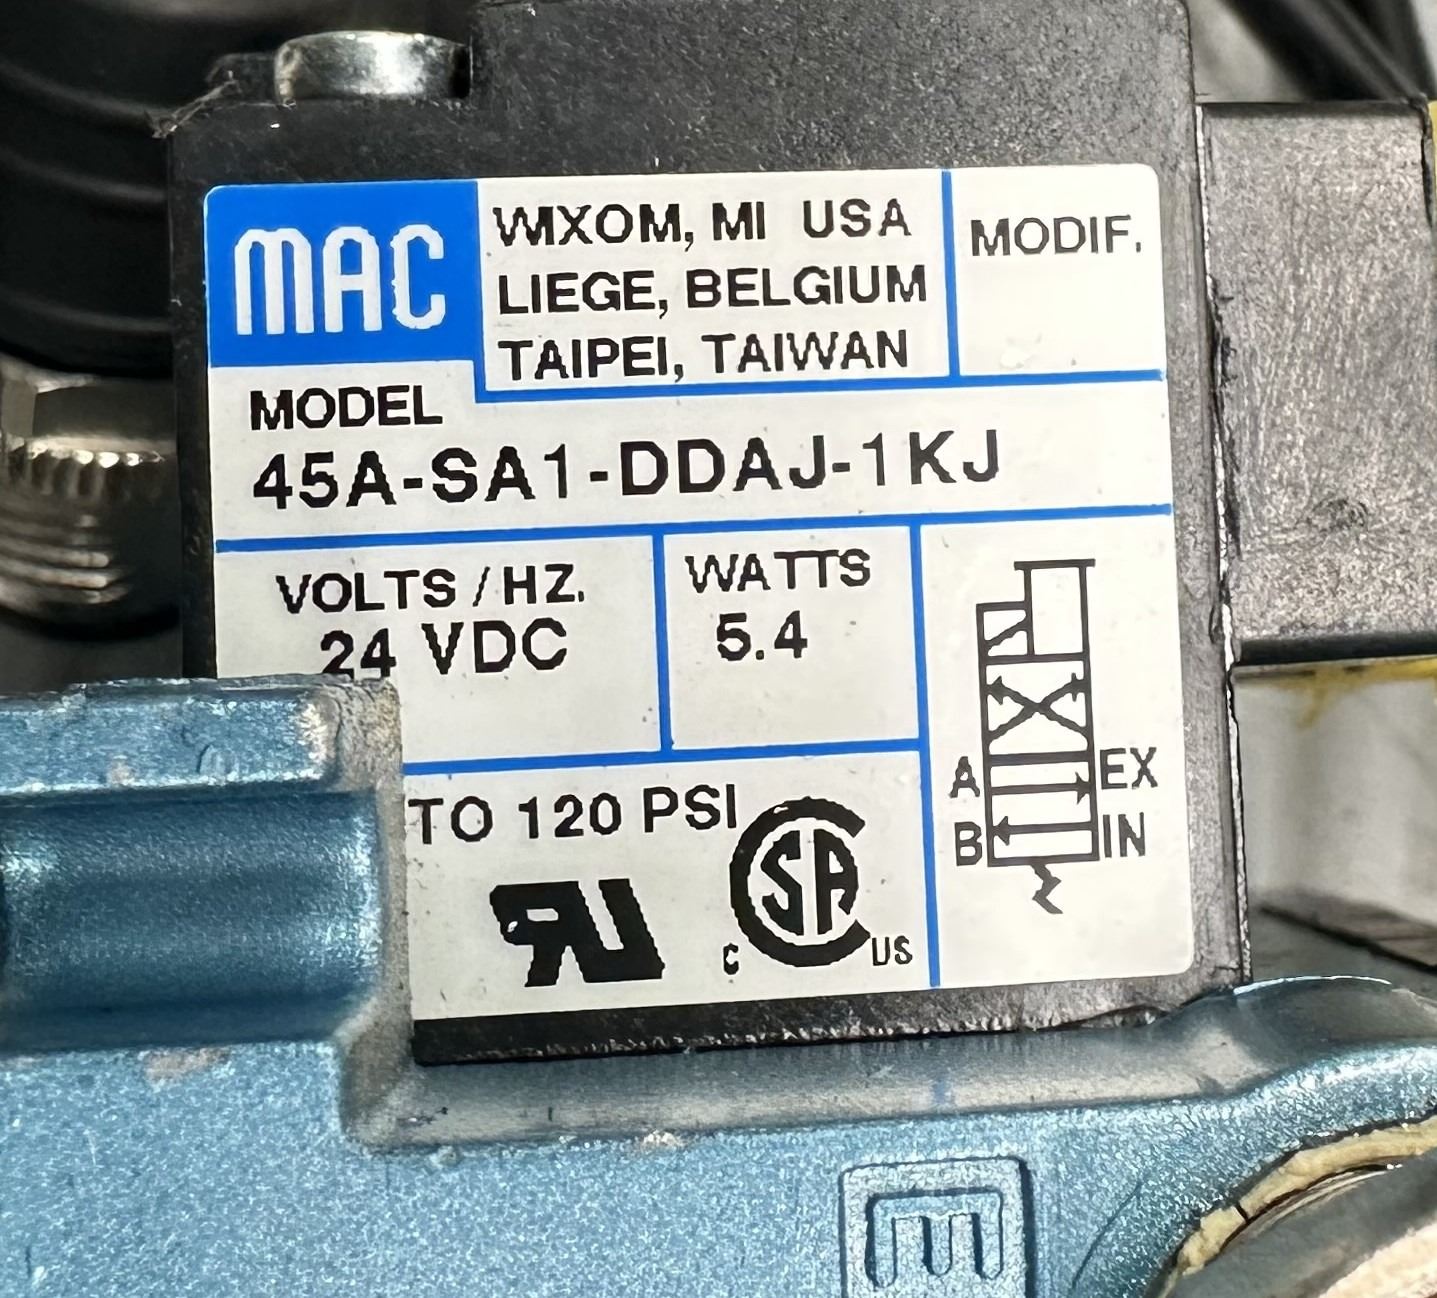 MAC
WIXOM, MI USA
LIEGE, BELGIUM
TAIPEI, TAIWAN
MODIF.
MODEL
45A-SA1-DDAJ-1KJ
VOLTS / HZ.
24 VDC
WATTS
5.4
TO 120 PSI
C SA US
A EX
B IN